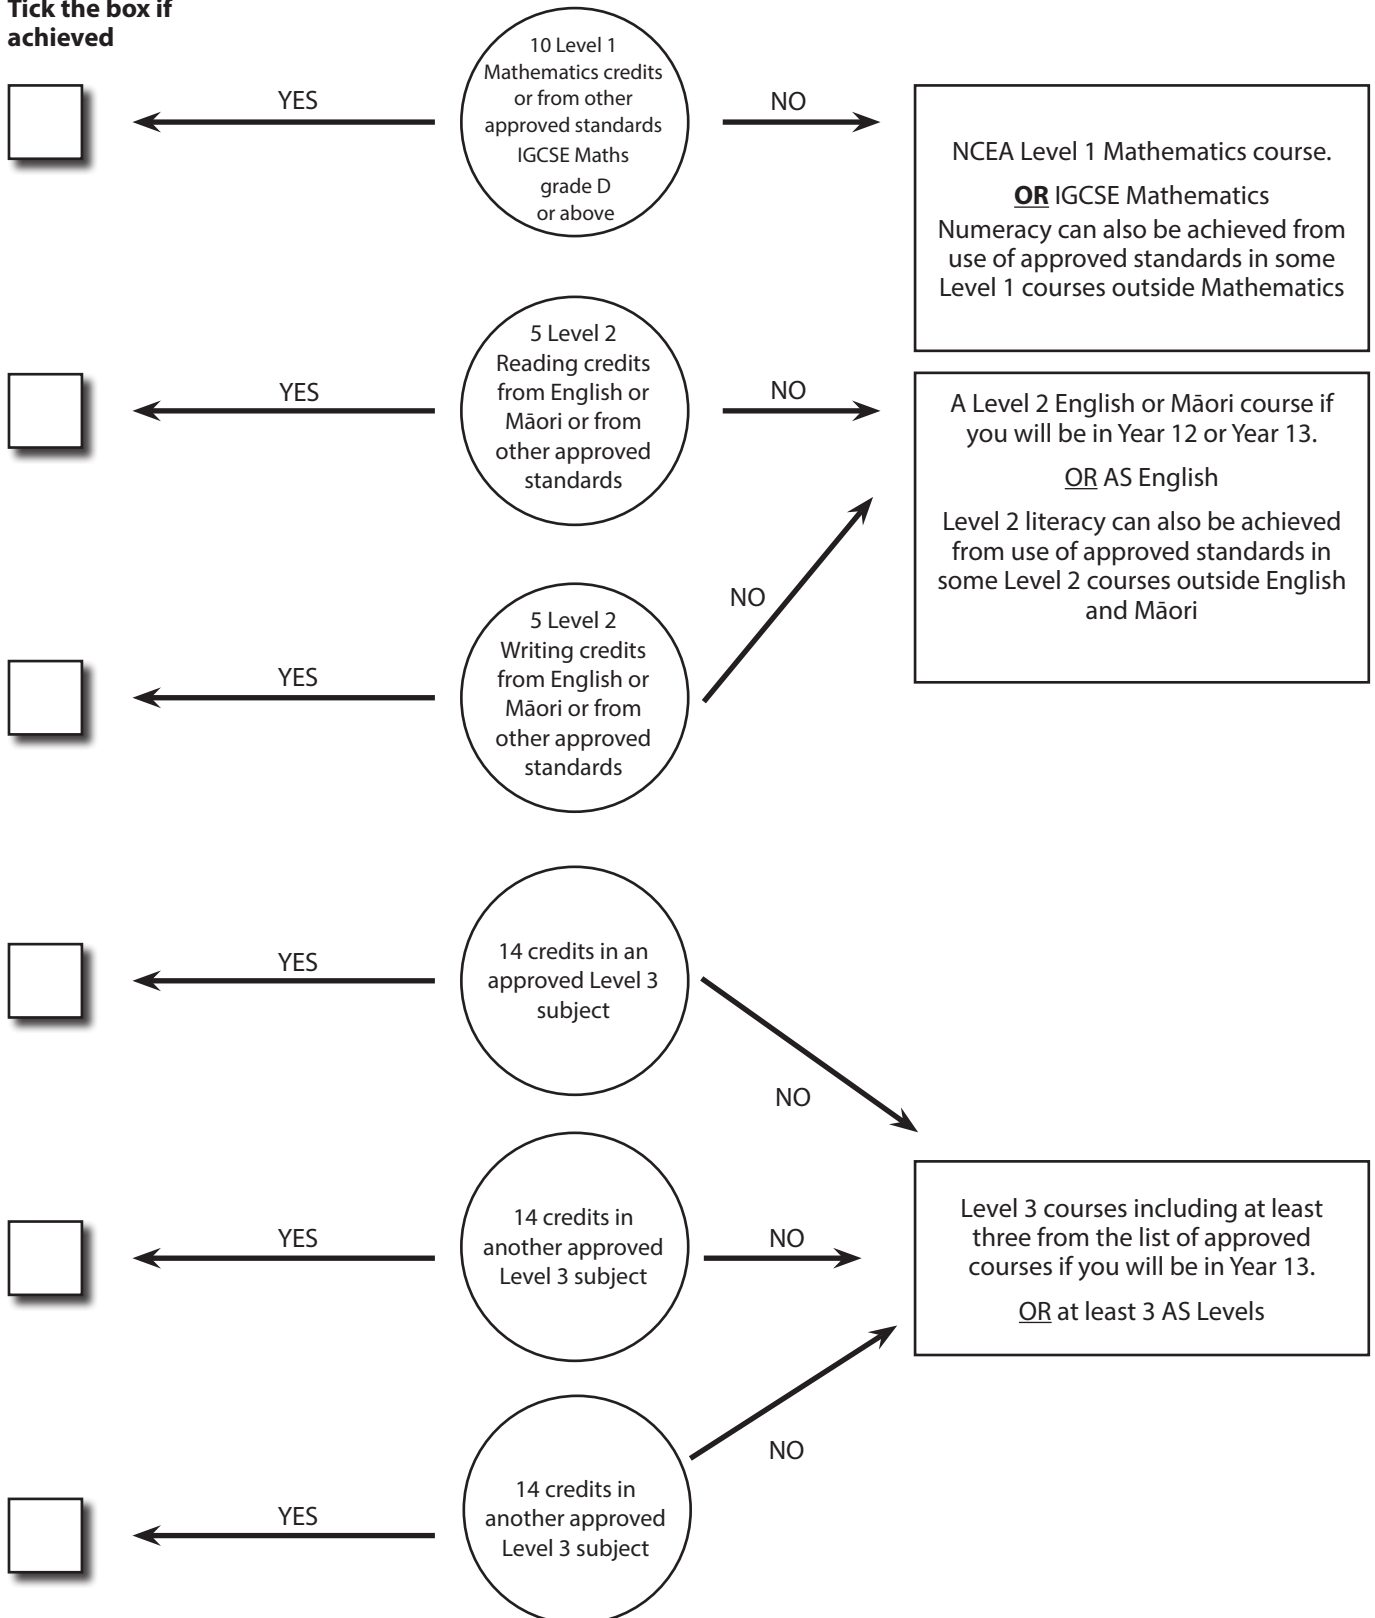 Tick the box if
achieved
10 Level 1
Mathematics credits
or from other
approved standards
IGCSE Maths
grade D
or above
YES
NO
NCEA Level 1 Mathematics course.
OR IGCSE Mathematics
Numeracy can also be achieved from
use of approved standards in some
Level 1 courses outside Mathematics
5 Level 2
Reading credits
from English or
Māori or from
other approved
standards
YES
NO
A Level 2 English or Māori course if
you will be in Year 12 or Year 13.
OR AS English
Level 2 literacy can also be achieved
from use of approved standards in
some Level 2 courses outside English
and Māori
5 Level 2
Writing credits
from English or
Māori or from
other approved
standards
YES
NO
14 credits in an
approved Level 3
subject
YES
NO
14 credits in
another approved
Level 3 subject
YES
NO
Level 3 courses including at least
three from the list of approved
courses if you will be in Year 13.
OR at least 3 AS Levels
14 credits in
another approved
Level 3 subject
YES
NO